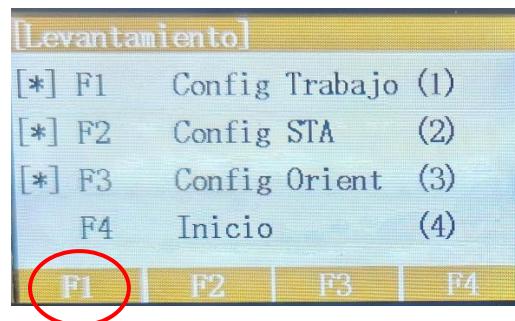 [Levantamiento]
[*] F1 Config Trabajo (1)
[*] F2 Config STA (2)
[*] F3 Config Orient (3)
F4 Inicio (4)
F1 F2 F3 F4